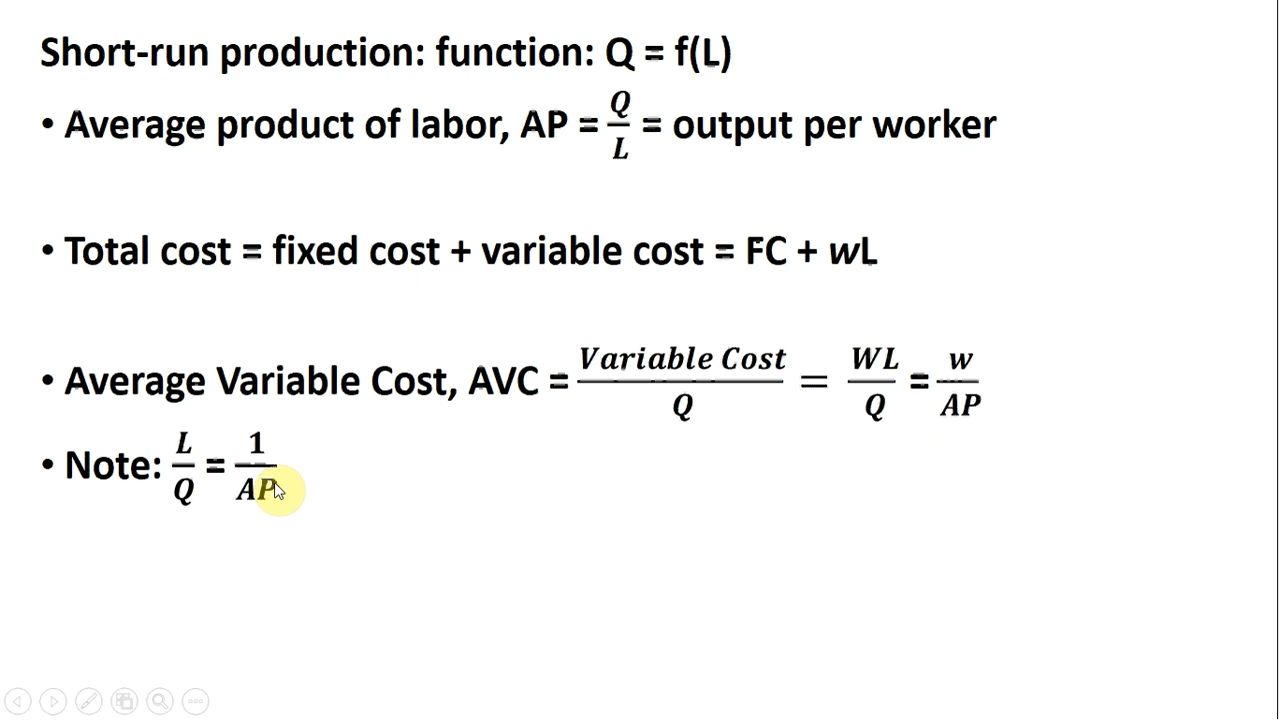 Short-run production: function: Q = f(L)
• Average product of labor, AP = Q/L = output per worker
• Total cost = fixed cost + variable cost = FC + wL
• Average Variable Cost, AVC = Variable Cost/Q = WL/Q = w/AP
• Note: L/Q = 1/AP